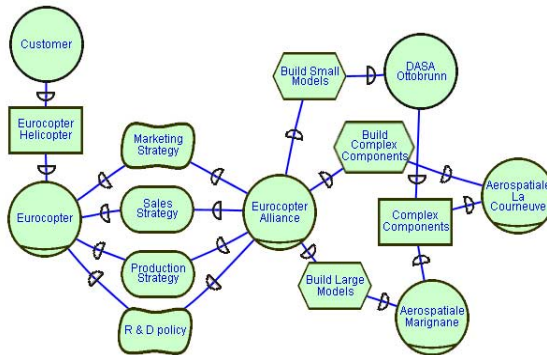 Customer
Eurocopter
Helicopter
Eurocopter
Marketing
Strategy
Sales
Strategy
Production
Strategy
R & D policy
Eurocopter
Alliance
Build Small
Models
DASA
Ottobrunn
Build
Complex
Components
Aerospatiale
La
Courneuve
Complex
Components
Build Large
Models
Aerospatiale
Marignane